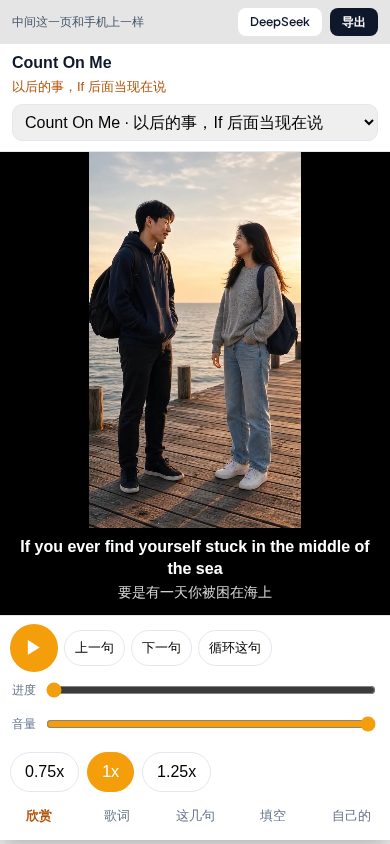 中间这一页和手机上一样
DeepSeek
导出
Count On Me
以后的事，If 后面当现在说
Count On Me · 以后的事，If 后面当现在说
If you ever find yourself stuck in the middle of
the sea
要是有一天你被困在海上
上一句
下一句
循环这句
进度
音量
0.75x
1x
1.25x
欣赏
歌词
这几句
填空
自己的